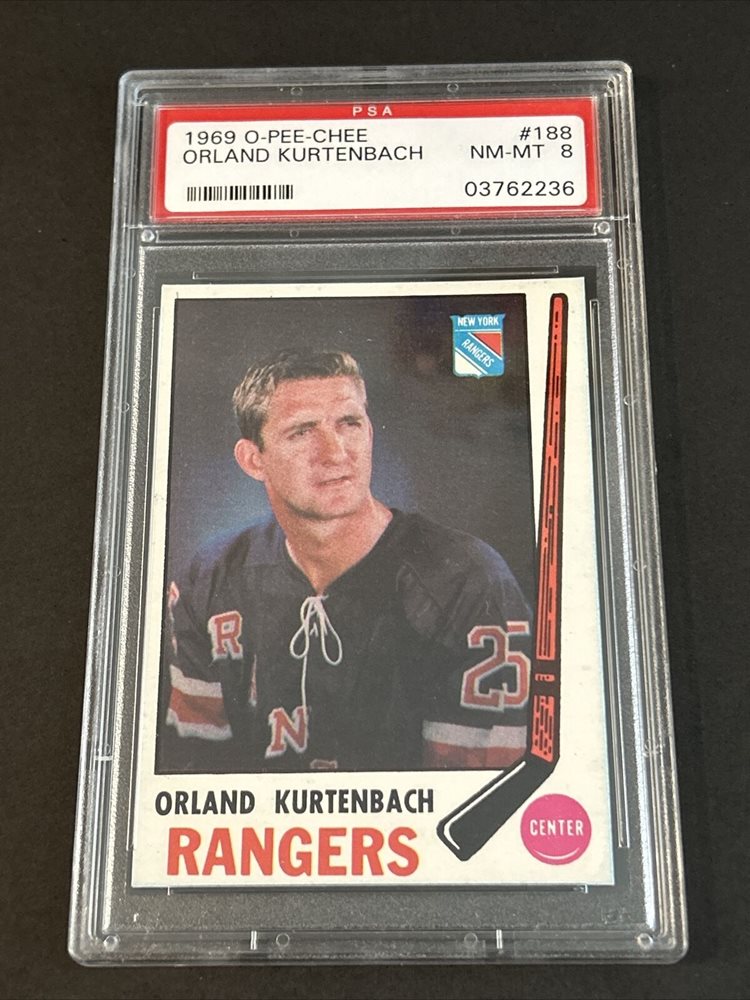 PSA
1969 O-PEE-CHEE #188
ORLAND KURTENBACH NM-MT 8
03762236
NEW YORK
RANGERS
R
N
25
ORLAND KURTENBACH
RANGERS
CENTER